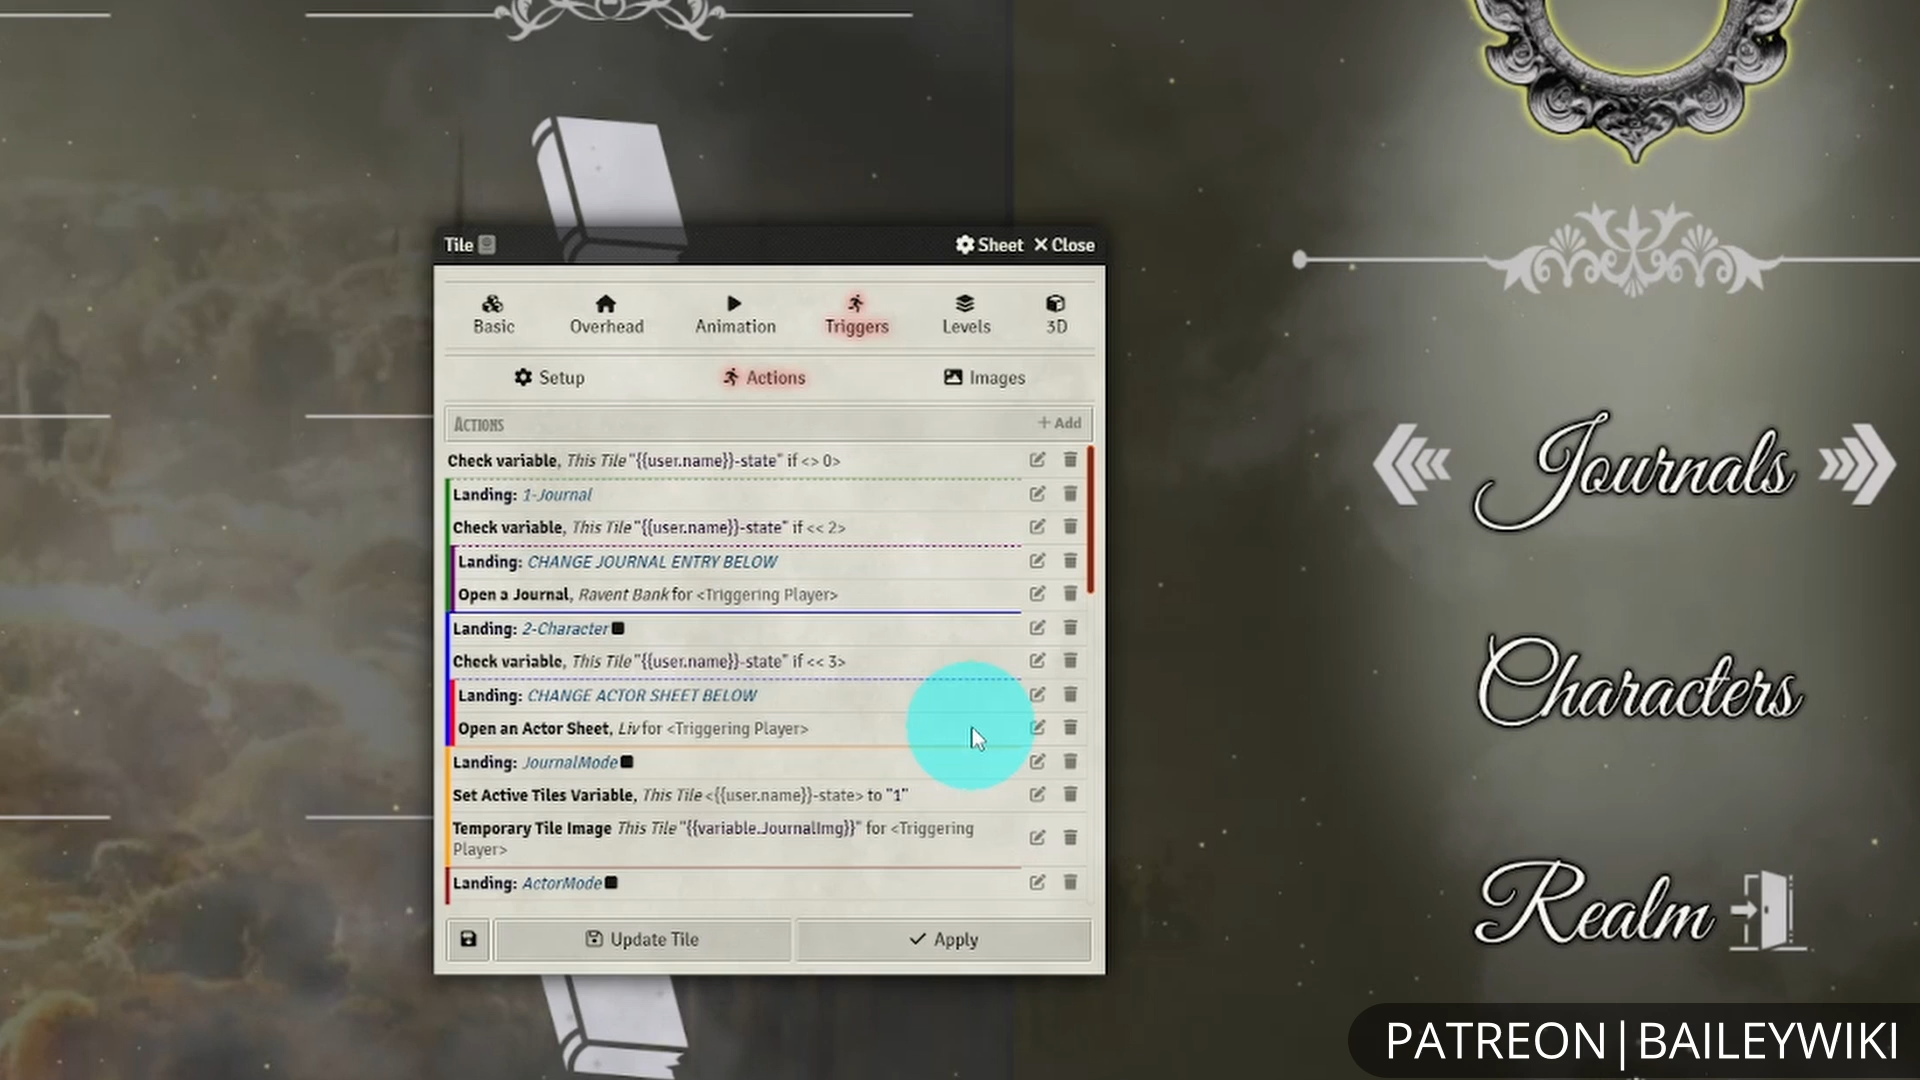 Tile
Sheet
Close
Basic
Overhead
Animation
Triggers
Levels
3D
Setup
Actions
Images
ACTIONS
+ Add
Check variable, This Tile "{{user.name}}-state" if <> 0>
Landing: 1-Journal
Check variable, This Tile "{{user.name}}-state" if << 2>
Landing: CHANGE JOURNAL ENTRY BELOW
Open a Journal, Ravent Bank for <Triggering Player>
Landing: 2-Character
Check variable, This Tile "{{user.name}}-state" if << 3>
Landing: CHANGE ACTOR SHEET BELOW
Open an Actor Sheet, Liv for <Triggering Player>
Landing: JournalMode
Set Active Tiles Variable, This Tile <{{user.name}}-state> to "1"
Temporary Tile Image This Tile "{{variable.JournalImg}}" for <Triggering
Player>
Landing: ActorMode
Update Tile
Apply
Journals
Characters
Realm
PATREON|BAILEYWIKI